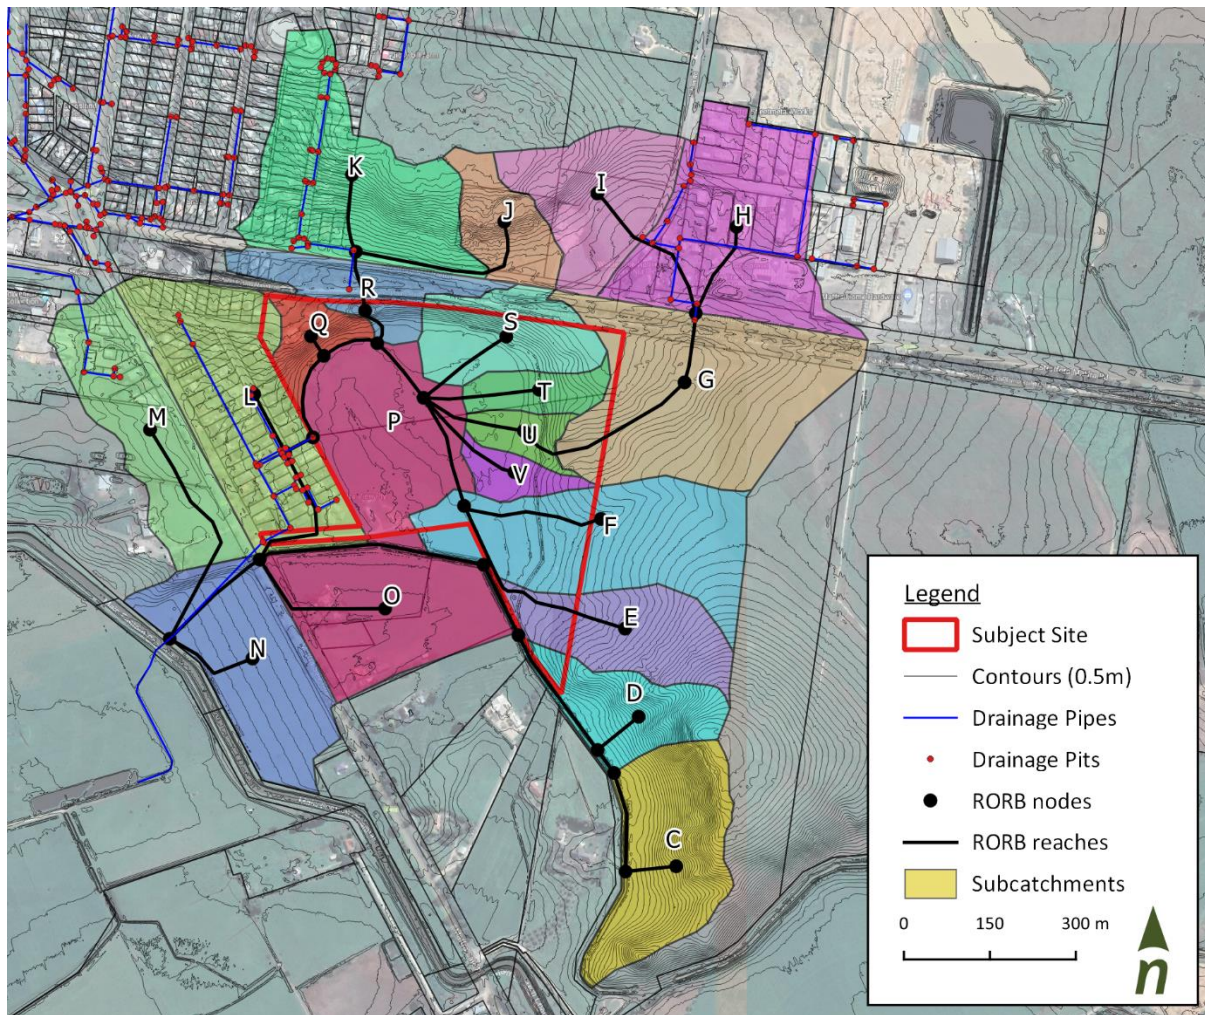 K
I
J
H
R
Q
S
G
T
L
P
M
U
V
F
O
E
N
D
C
Legend
Subject Site
Contours (0.5m)
Drainage Pipes
Drainage Pits
RORB nodes
RORB reaches
Subcatchments
0 150 300 m
n